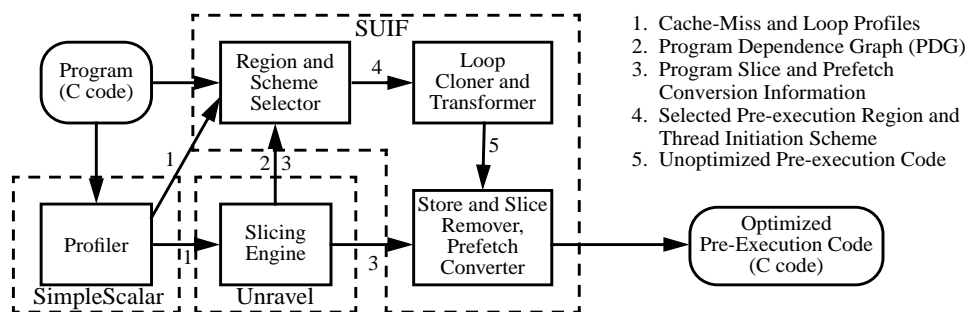 SUIF
Program
(C code)
Region and
Scheme
Selector
4
Loop
Cloner and
Transformer
1
2
3
5
Profiler
1
Slicing
Engine
3
Store and Slice
Remover,
Prefetch
Converter
Optimized
Pre-Execution Code
(C code)
SimpleScalar
Unravel
1. Cache-Miss and Loop Profiles
2. Program Dependence Graph (PDG)
3. Program Slice and Prefetch
Conversion Information
4. Selected Pre-execution Region and
Thread Initiation Scheme
5. Unoptimized Pre-execution Code